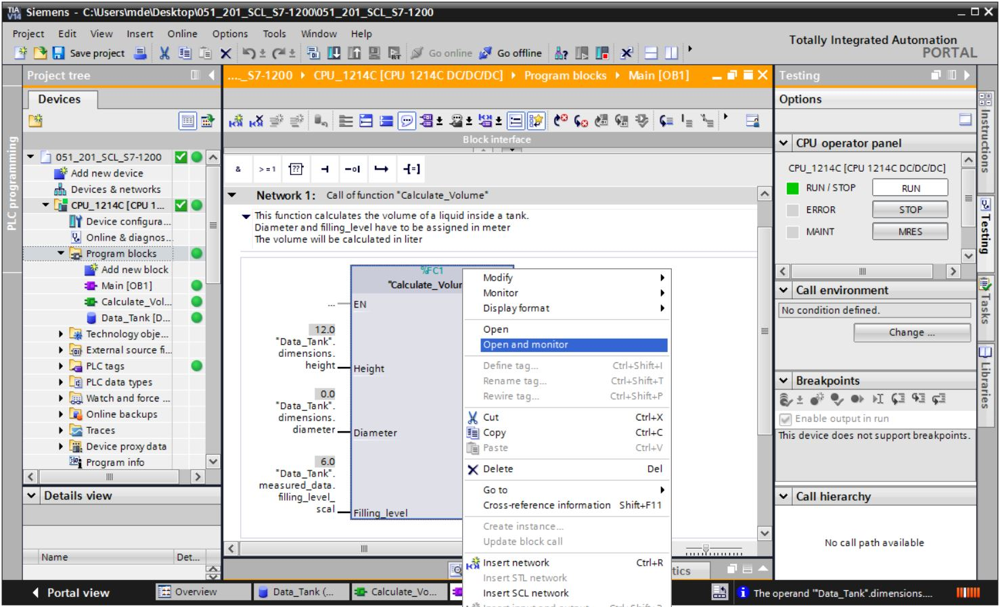 TIA
V14
Siemens - C:\Users\mde\Desktop\051_201_SCL_S7-1200\051_201_SCL_S7-1200
Project Edit View Insert Online Options Tools Window Help
Totally Integrated Automation
PORTAL
Save project
Go online
Go offline
Project tree
...._S7-1200 CPU_1214C [CPU 1214C DC/DC/DC] Program blocks Main [OB1]
Testing
Devices
Options
Block interface
PLC programming
051_201_SCL_S7-1200
Add new device
Devices & networks
CPU_1214C [CPU 1...
Device configura...
Online & diagnos...
Program blocks
Add new block
Main [OB1]
Calculate_Vol...
Data_Tank [D...
Technology obje...
External source fi...
PLC tags
PLC data types
Watch and force ...
Online backups
Traces
Device proxy data
Program info
Details view
Name Det...
& >=1 ??
Network 1: Call of function "Calculate_Volume"
This function calculates the volume of a liquid inside a tank.
Diameter and filling_level have to be assigned in meter
The volume will be calculated in liter
%FC1
"Calculate_Volur
... EN
12.0
"Data_Tank".
dimensions.
height Height
0.0
"Data_Tank".
dimensions.
diameter Diameter
6.0
"Data_Tank".
measured_data.
filling_level_
scal Filling_level
Modify
Monitor
Display format
Open
Open and monitor
Define tag... Ctrl+Shift+I
Rename tag... Ctrl+Shift+T
Rewire tag... Ctrl+Shift+P
Cut Ctrl+X
Copy Ctrl+C
Paste Ctrl+V
Delete Del
Go to
Cross-reference information Shift+F11
Create instance...
Update block call
Insert network Ctrl+R
Insert STL network
Insert SCL network
Insert input and output Ctrl+Shift+3
tics
CPU operator panel
CPU_1214C [CPU 1214C DC/DC/DC]
RUN / STOP RUN
ERROR STOP
MAINT MRES
Call environment
No condition defined.
Change ...
Breakpoints
Enable output in run
This device does not support breakpoints.
Call hierarchy
No call path available
Instructions
Testing
Tasks
Libraries
Portal view
Overview
Data_Tank (...
Calculate_Vo...
The operand '"Data_Tank".dimensions....